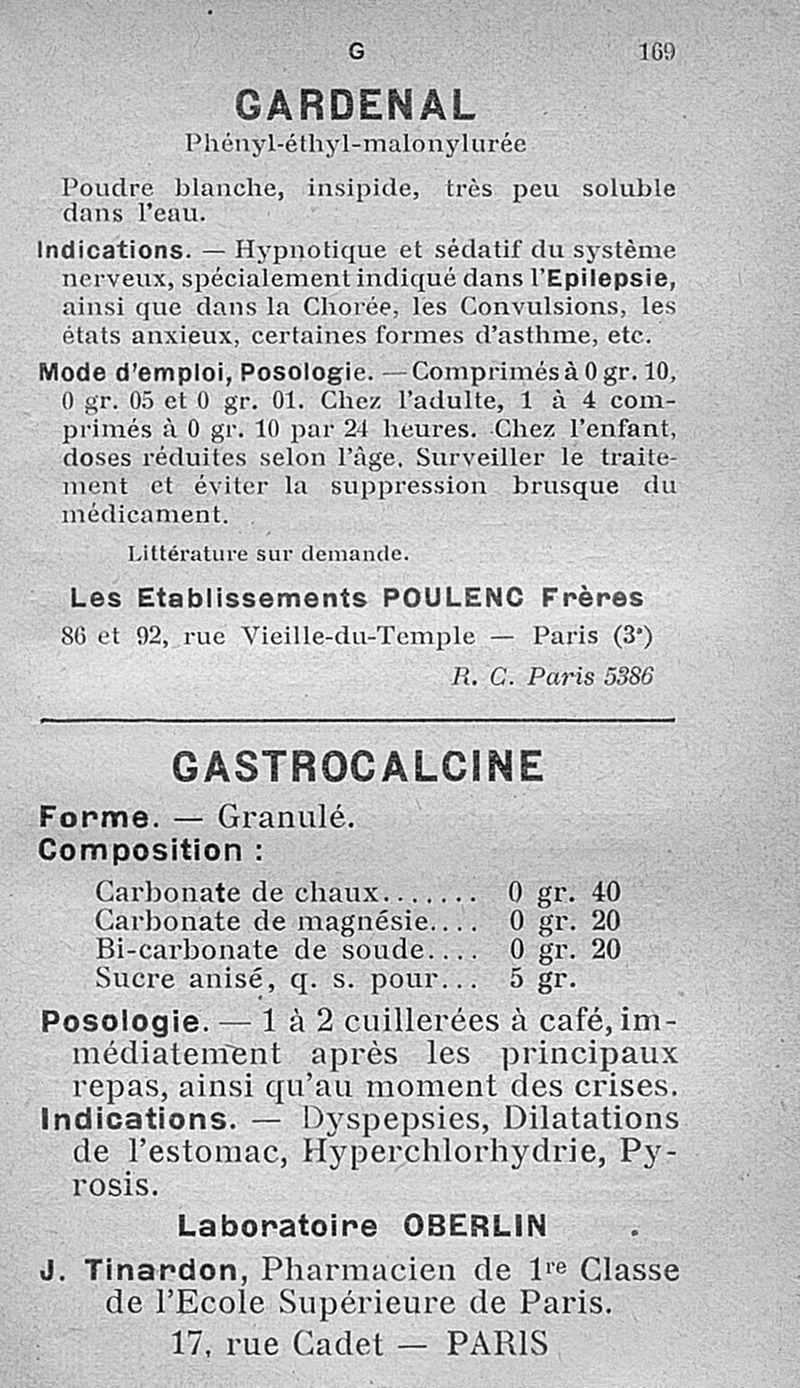 G 169
GARDENAL
Phényl-éthyl-malonylurée
Poudre blanche, insipide, très peu soluble
dans l'eau.
Indications. — Hypnotique et sédatif du système
nerveux, spécialement indiqué dans l'Epilepsie,
ainsi que dans la Chorée, les Convulsions, les
états anxieux, certaines formes d'asthme, etc.
Mode d'emploi, Posologie. — Comprimés à 0 gr. 10,
0 gr. 05 et 0 gr. 01. Chez l'adulte, 1 à 4 com-
primés à 0 gr. 10 par 24 heures. Chez l'enfant,
doses réduites selon l'âge. Surveiller le traite-
ment et éviter la suppression brusque du
médicament.
Littérature sur demande.
Les Etablissements POULENC Frères
86 et 92, rue Vieille-du-Temple — Paris (3e)
R. C. Paris 5386
GASTROCALCINE
Forme. — Granulé.
Composition :
Carbonate de chaux........ 0 gr. 40
Carbonate de magnésie.... 0 gr. 20
Bi-carbonate de soude.... 0 gr. 20
Sucre anisé, q. s. pour... 5 gr.
Posologie. — 1 à 2 cuillerées à café, im-
médiatement après les principaux
repas, ainsi qu'au moment des crises.
Indications. — Dyspepsies, Dilatations
de l'estomac, Hyperchlorhydrie, Py-
rosis.
Laboratoire OBERLIN
J. Tinardon, Pharmacien de 1re Classe
de l'Ecole Supérieure de Paris.
17, rue Cadet — PARIS